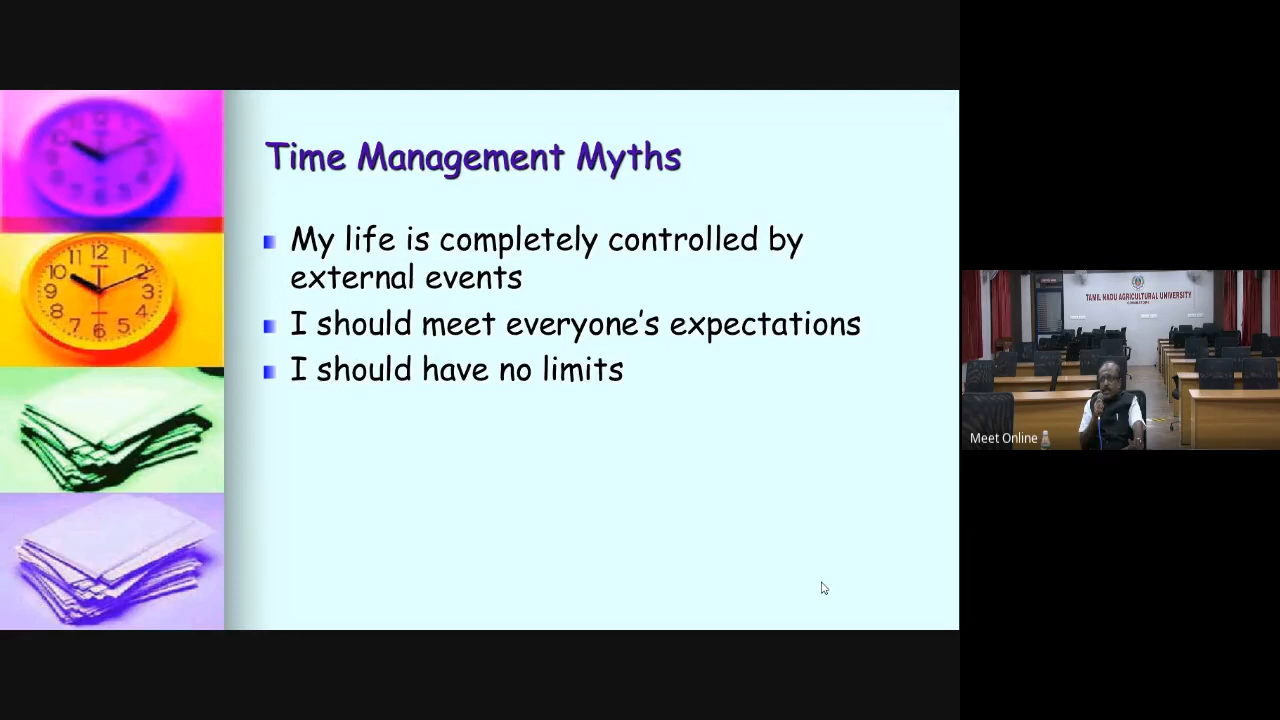 Time Management Myths
My life is completely controlled by
external events
I should meet everyone's expectations
I should have no limits
TAMIL NADU AGRICULTURAL UNIVERSITY
Meet Online